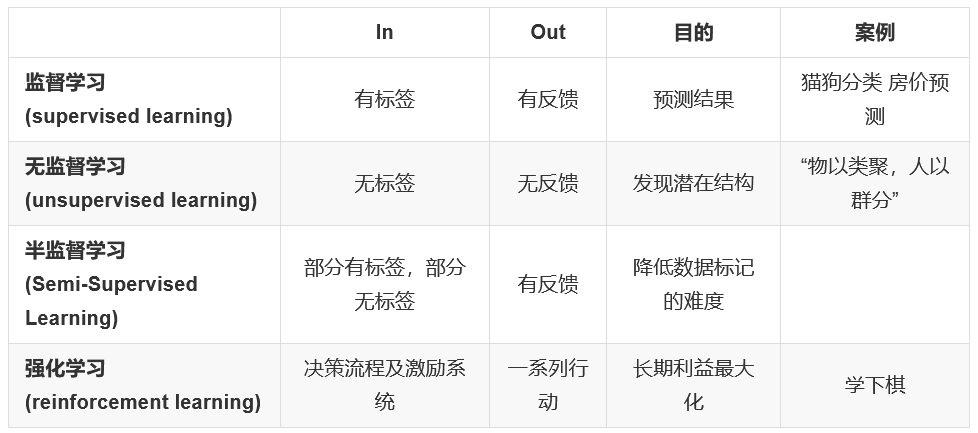 In Out 目的 案例
监督学习
(supervised learning)
有标签
有反馈
预测结果
猫狗分类 房价预
测
无监督学习
(unsupervised learning)
无标签
无反馈
发现潜在结构
“物以类聚，人以
群分”
半监督学习
(Semi-Supervised
Learning)
部分有标签，部分
无标签
有反馈
降低数据标记
的难度
强化学习
(reinforcement learning)
决策流程及激励系
统
一系列行
动
长期利益最大
化
学下棋